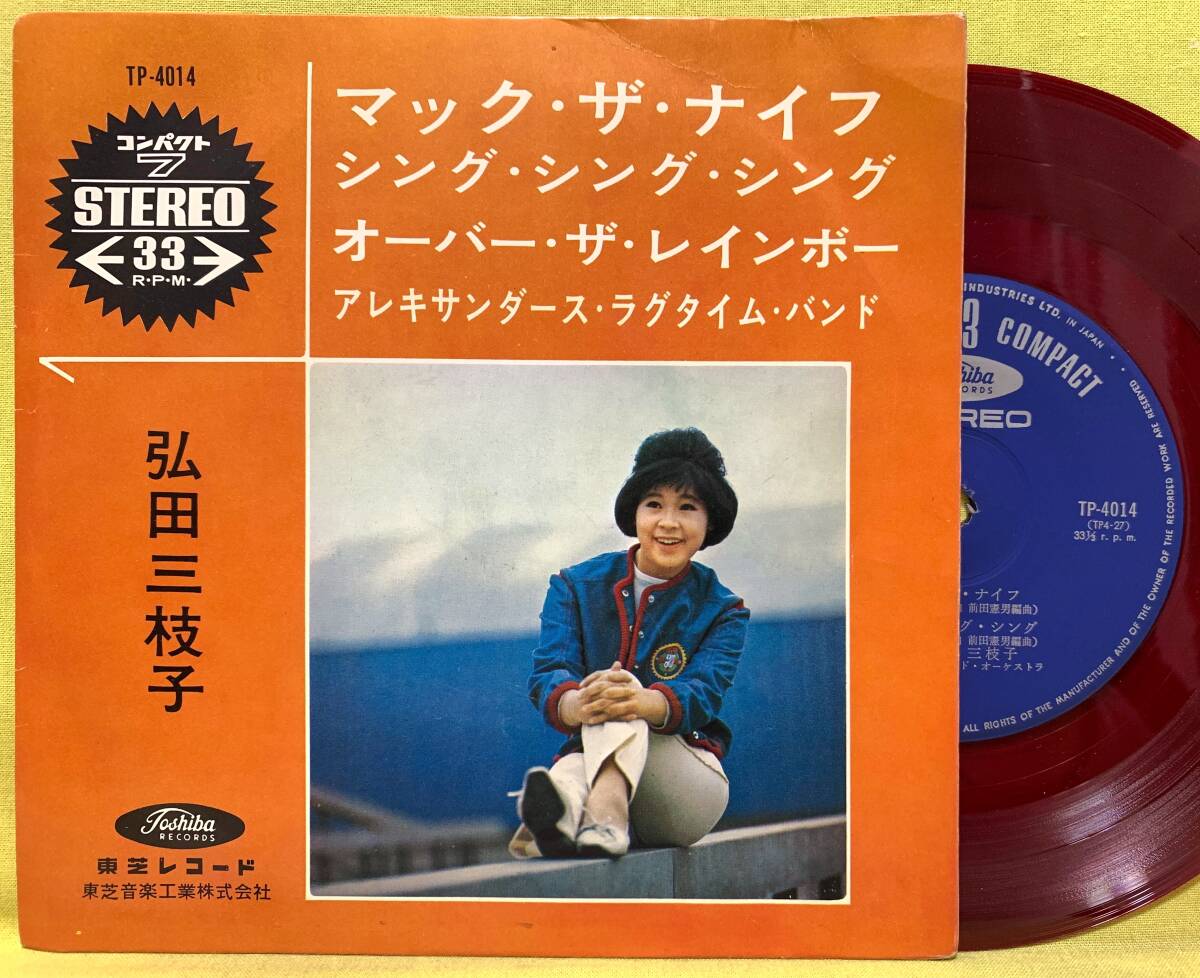 TP-4014
コンパクト
7
STEREO
33
R・P・M・
マック・ザ・ナイフ
シング・シング・シング
オーバー・ザ・レインボー
アレキサンダース・ラグタイム・バンド
弘田三枝子
Toshiba
RECORDS
東芝レコード
東芝音楽工業株式会社
INDUSTRIES LTD. IN JAPAN • RESERVED
3 COMPACT
hiba
CORDS
REO
TP-4014
(TP4-27)
33⅓ r.p.m.
・ナイフ
前田憲男編曲)
グ・シング
前田憲男編曲)
三枝子
ド・オーケストラ
ALL RIGHTS OF THE MANUFACTURER AND OF THE OWNER OF THE RECORDED WORK ARE RESERVED